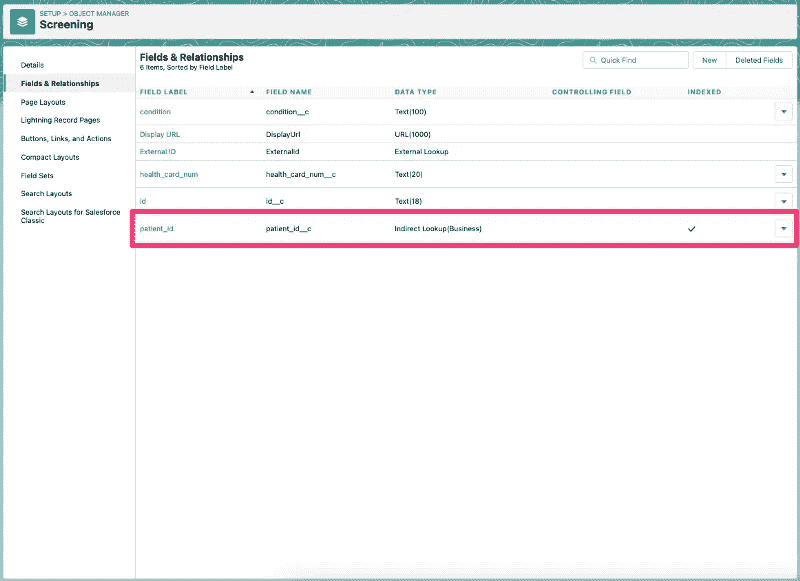 SETUP > OBJECT MANAGER
Screening
Details
Fields & Relationships
Page Layouts
Lightning Record Pages
Buttons, Links, and Actions
Compact Layouts
Field Sets
Search Layouts
Search Layouts for Salesforce
Classic
Fields & Relationships
6 Items, Sorted by Field Label
Quick Find
New
Deleted Fields
FIELD LABEL FIELD NAME DATA TYPE CONTROLLING FIELD INDEXED
condition condition__c Text(100)
Display URL DisplayUrl URL(1000)
External ID ExternalId External Lookup
health_card_num health_card_num__c Text(20)
id id__c Text(18)
patient_id patient_id__c Indirect Lookup(Business)